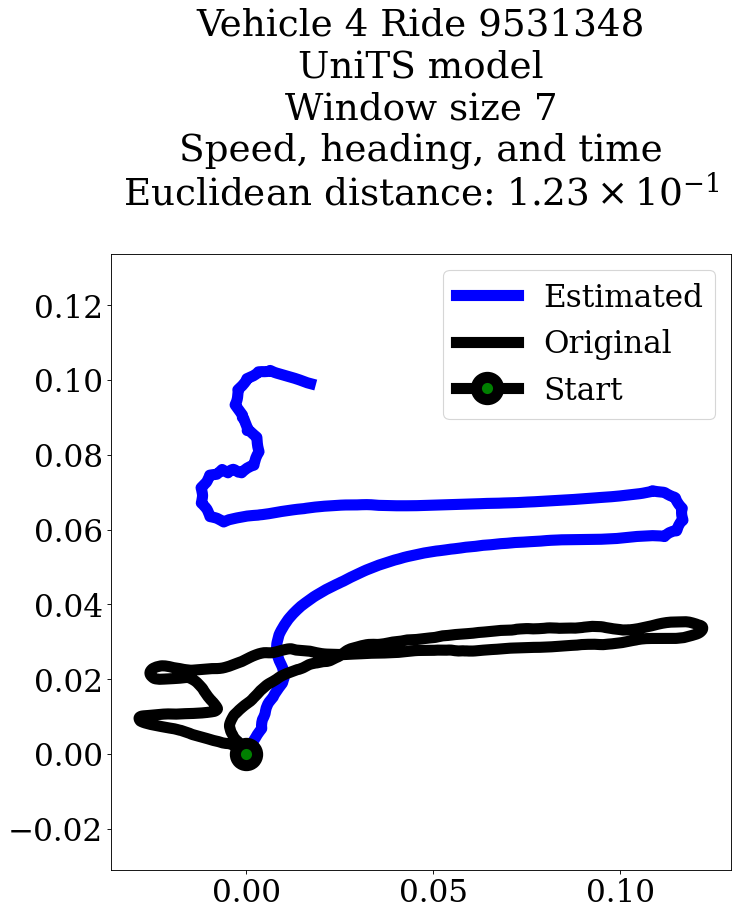 Vehicle 4 Ride 9531348
UniTS model
Window size 7
Speed, heading, and time
Euclidean distance: 1.23 × 10⁻¹
Estimated
Original
Start
0.12
0.10
0.08
0.06
0.04
0.02
0.00
−0.02
0.00 0.05 0.10